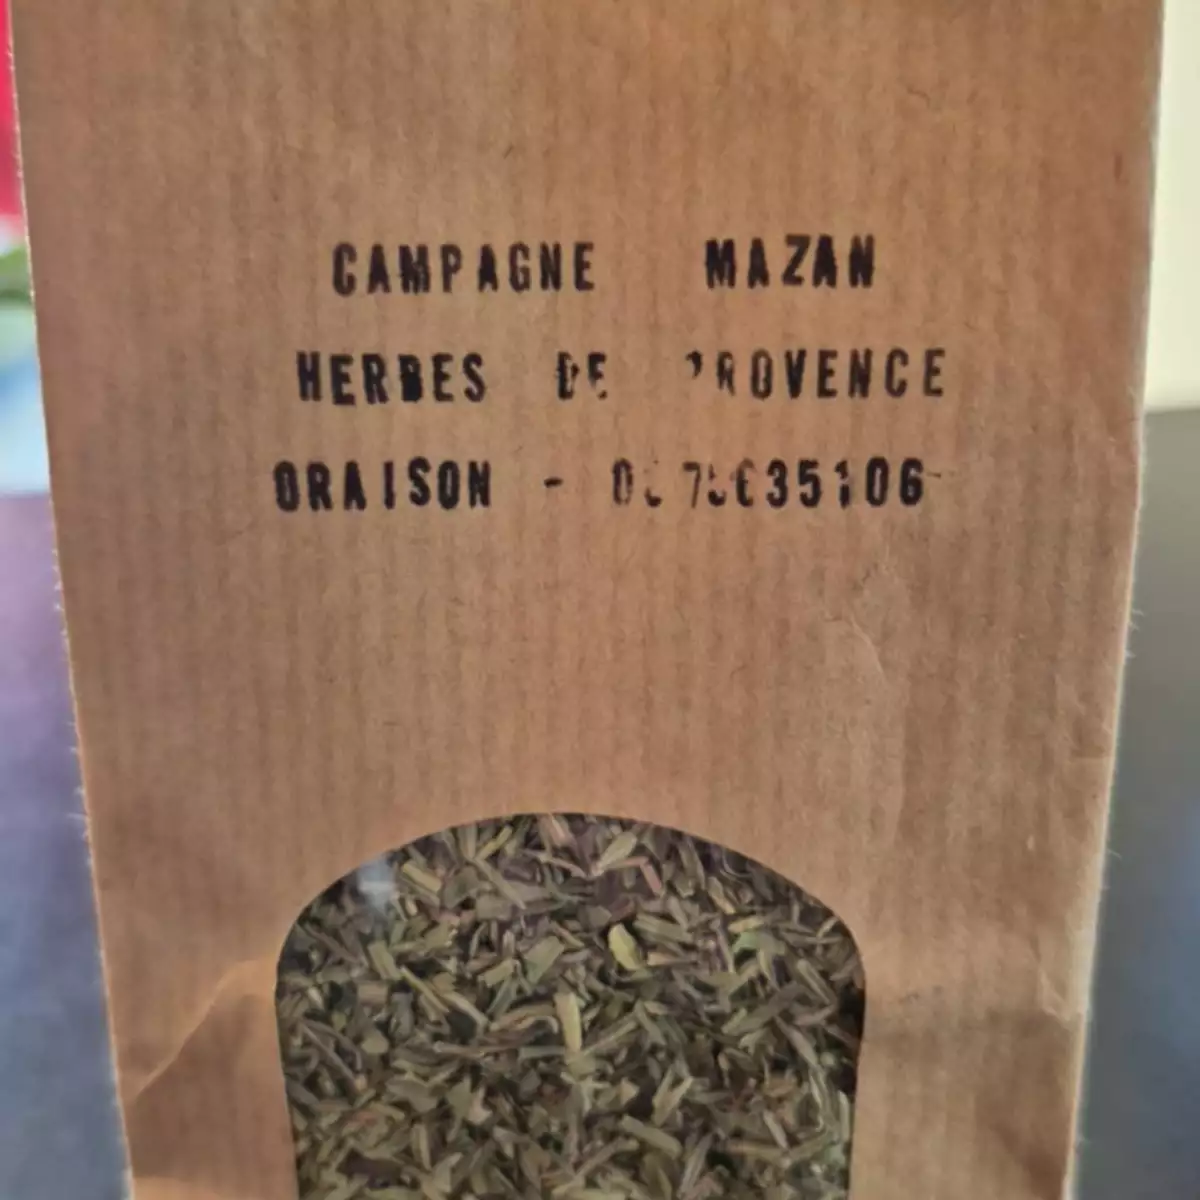 CAMPAGNE MAZAN
HERBES DE PROVENCE
ORAISON -